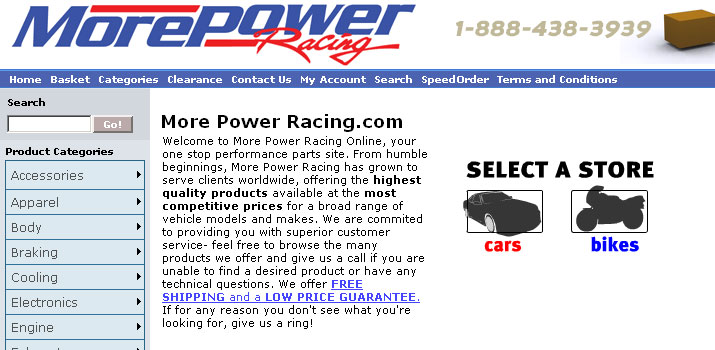 MorePower
Racing
1-888-438-3939
Home Basket Categories Clearance Contact Us My Account Search SpeedOrder Terms and Conditions
Search
Go!
Product Categories
Accessories
Apparel
Body
Braking
Cooling
Electronics
Engine
More Power Racing.com
Welcome to More Power Racing Online, your
one stop performance parts site. From humble
beginnings, More Power Racing has grown to
serve clients worldwide, offering the highest
quality products available at the most
competitive prices for a broad range of
vehicle models and makes. We are commited
to providing you with superior customer
service- feel free to browse the many
products we offer and give us a call if you are
unable to find a desired product or have any
technical questions. We offer FREE
SHIPPING and a LOW PRICE GUARANTEE.
If for any reason you don't see what you're
looking for, give us a ring!
SELECT A STORE
cars bikes